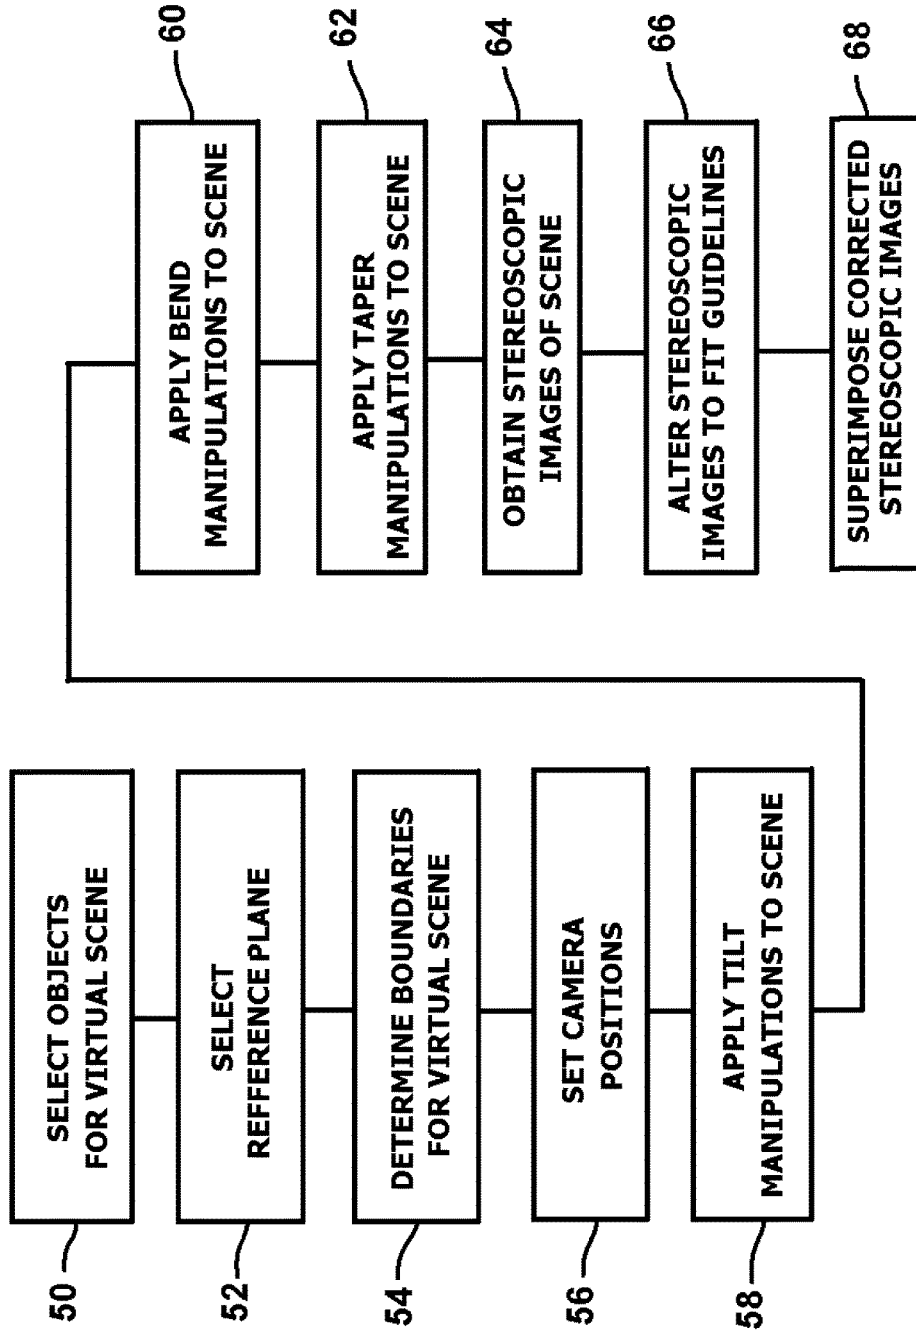 50
SELECT OBJECTS
FOR VIRTUAL SCENE
52
SELECT
REFFERENCE PLANE
54
DETERMINE BOUNDARIES
FOR VIRTUAL SCENE
56
SET CAMERA
POSITIONS
58
APPLY TILT
MANIPULATIONS TO SCENE
60
APPLY BEND
MANIPULATIONS TO SCENE
62
APPLY TAPER
MANIPULATIONS TO SCENE
64
OBTAIN STEREOSCOPIC
IMAGES OF SCENE
66
ALTER STEREOSCOPIC
IMAGES TO FIT GUIDELINES
68
SUPERIMPOSE CORRECTED
STEREOSCOPIC IMAGES